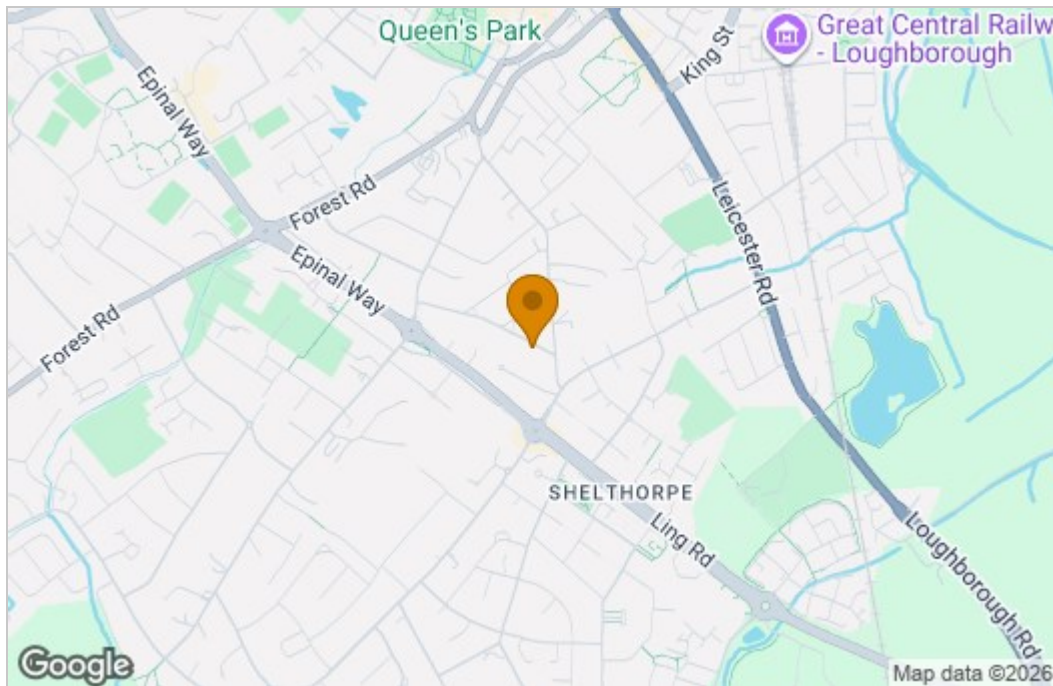 Queen's Park
Great Central Railw
- Loughborough
King St
Epinal Way
Forest Rd
Leicester Rd
Epinal Way
Forest Rd
SHELTHORPE
Ling Rd
Loughborough Rd
Google
Map data ©2026